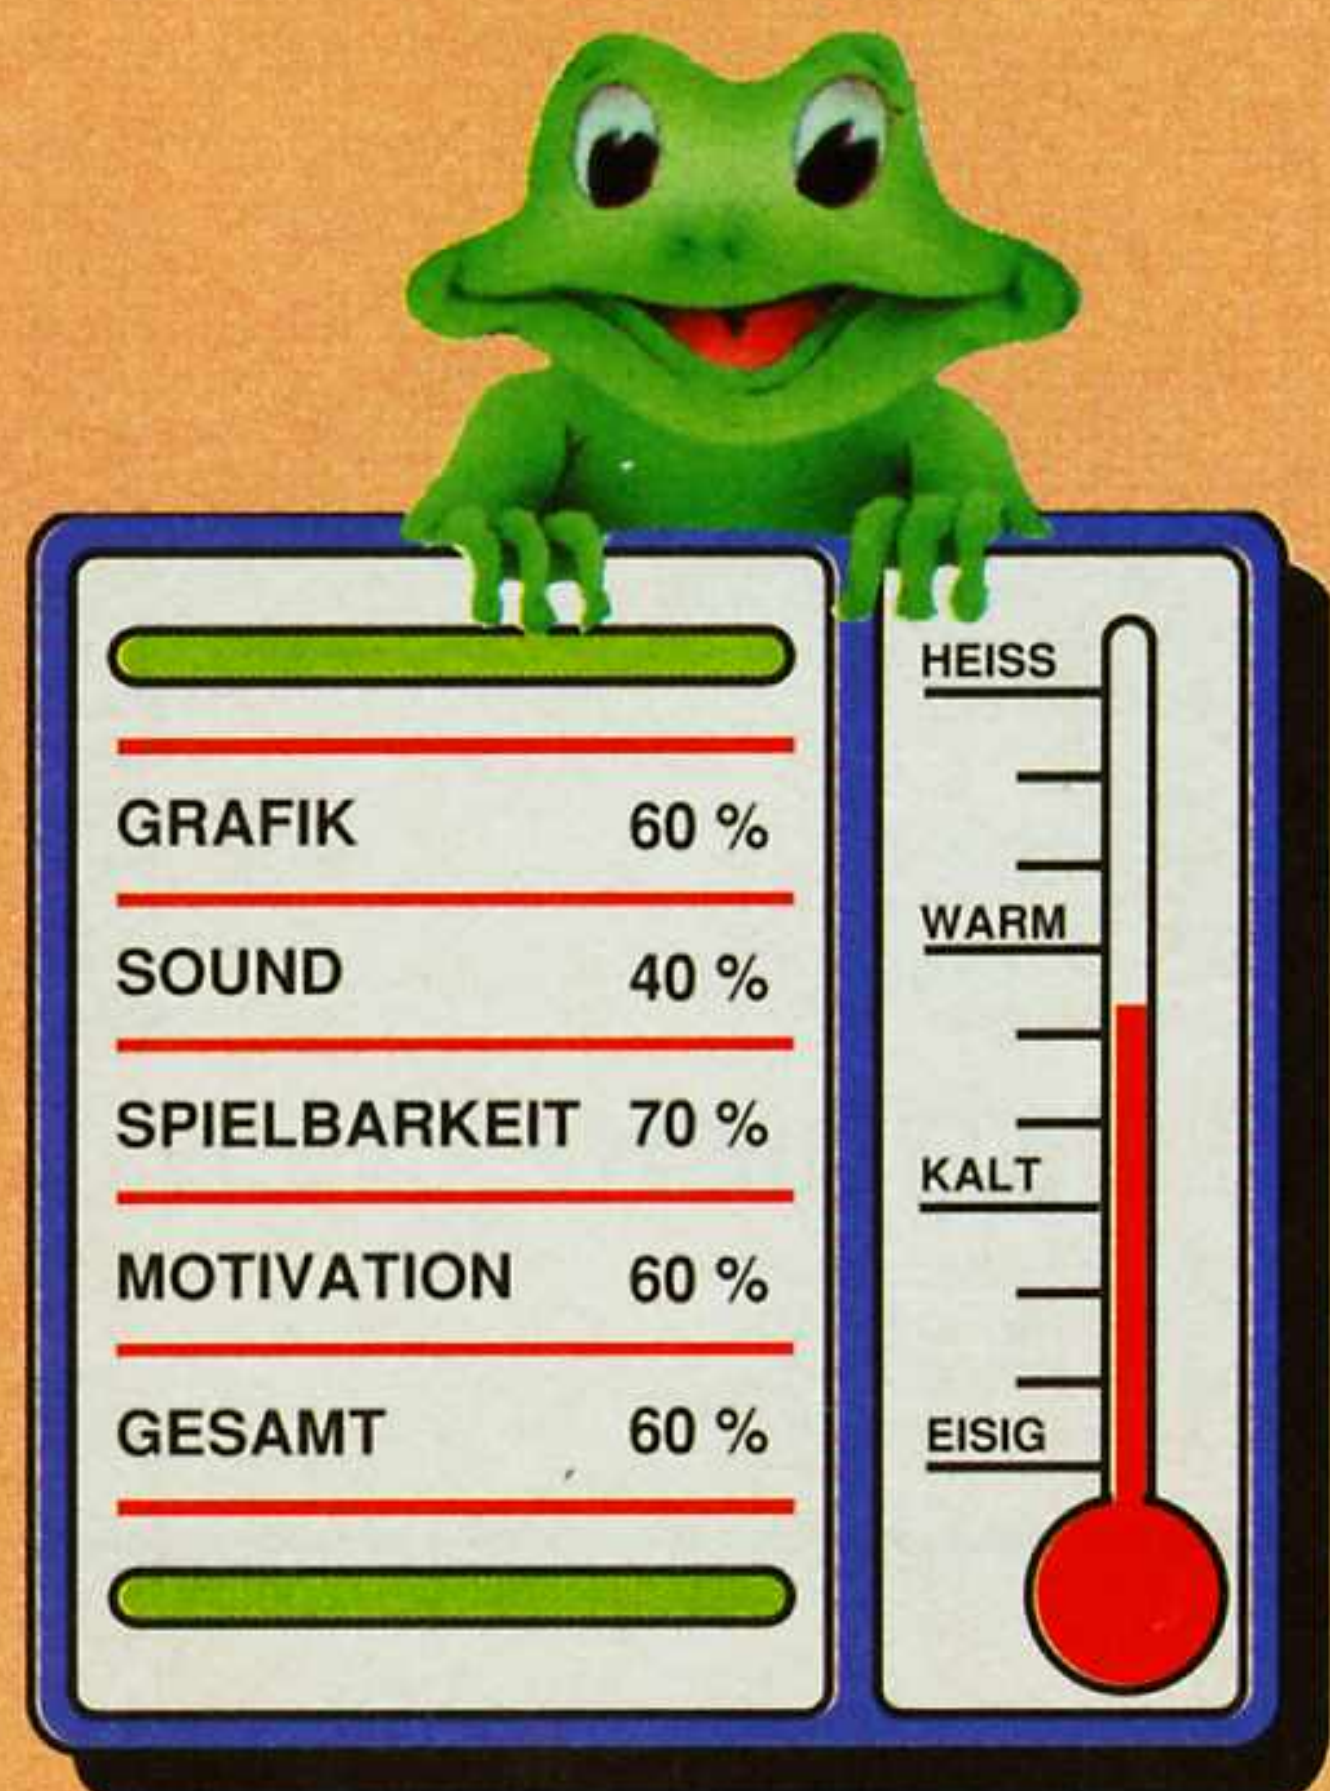 GRAFIK 60 %
SOUND 40 %
SPIELBARKEIT 70 %
MOTIVATION 60 %
GESAMT 60 %
HEISS
WARM
KALT
EISIG